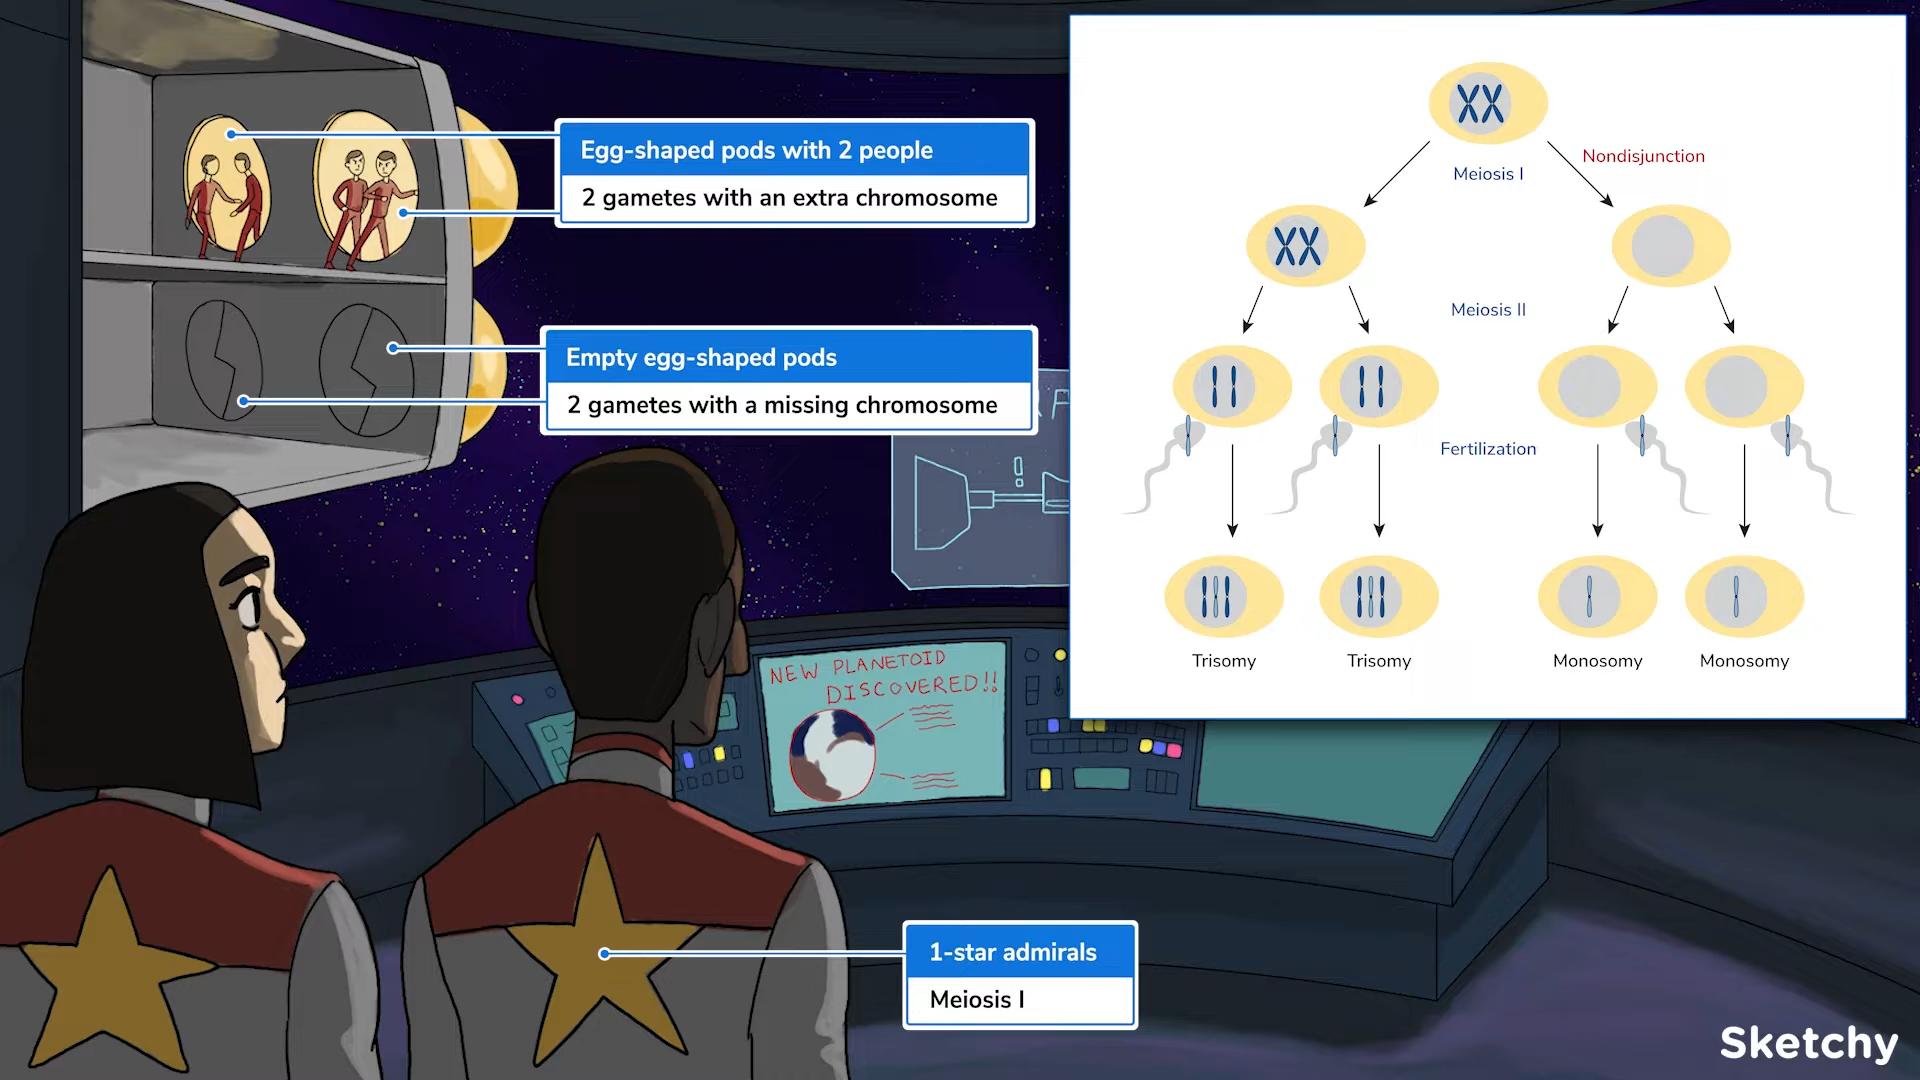 Egg-shaped pods with 2 people
2 gametes with an extra chromosome
Empty egg-shaped pods
2 gametes with a missing chromosome
NEW PLANETOID
DISCOVERED!!
1-star admirals
Meiosis I
Nondisjunction
Meiosis I
Meiosis II
Fertilization
Trisomy
Trisomy
Monosomy
Monosomy
Sketchy